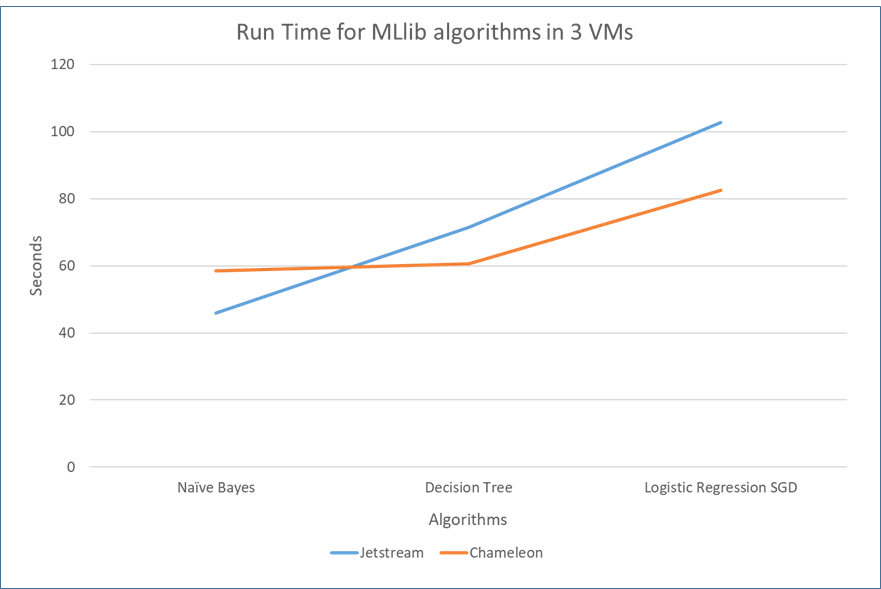 Run Time for MLlib algorithms in 3 VMs
120
100
80
60
40
20
0
Seconds
Naïve Bayes Decision Tree Logistic Regression SGD
Algorithms
Jetstream Chameleon